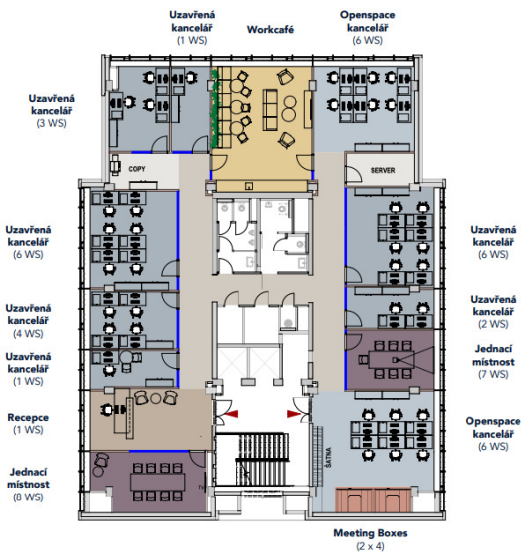 Uzavřená
kancelář
(1 WS)
Workcafé
Openspace
kancelář
(6 WS)
Uzavřená
kancelář
(3 WS)
COPY
SERVER
Uzavřená
kancelář
(6 WS)
Uzavřená
kancelář
(6 WS)
Uzavřená
kancelář
(4 WS)
Uzavřená
kancelář
(2 WS)
Uzavřená
kancelář
(1 WS)
Jednací
místnost
(7 WS)
Recepce
(1 WS)
Openspace
kancelář
(6 WS)
ŠATNA
Jednací
místnost
(8 WS)
TV
Meeting Boxes
(2 x 4)